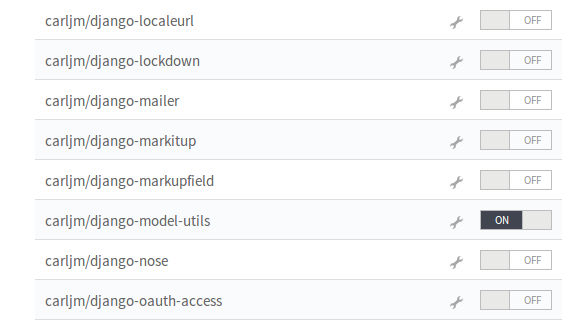 carljm/django-localeurl OFF
carljm/django-lockdown OFF
carljm/django-mailer OFF
carljm/django-markitup OFF
carljm/django-markupfield OFF
carljm/django-model-utils ON
carljm/django-nose OFF
carljm/django-oauth-access OFF